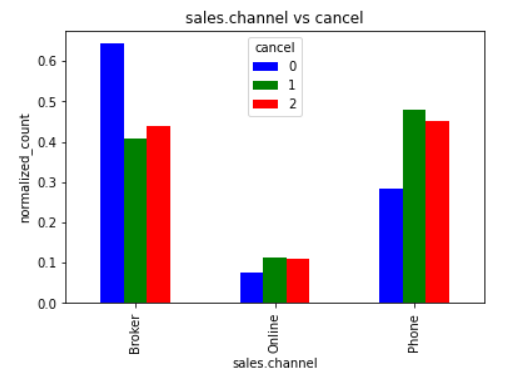 sales.channel vs cancel
cancel
0
1
2
normalized_count
0.6
0.5
0.4
0.3
0.2
0.1
0.0
Broker
Online
Phone
sales.channel